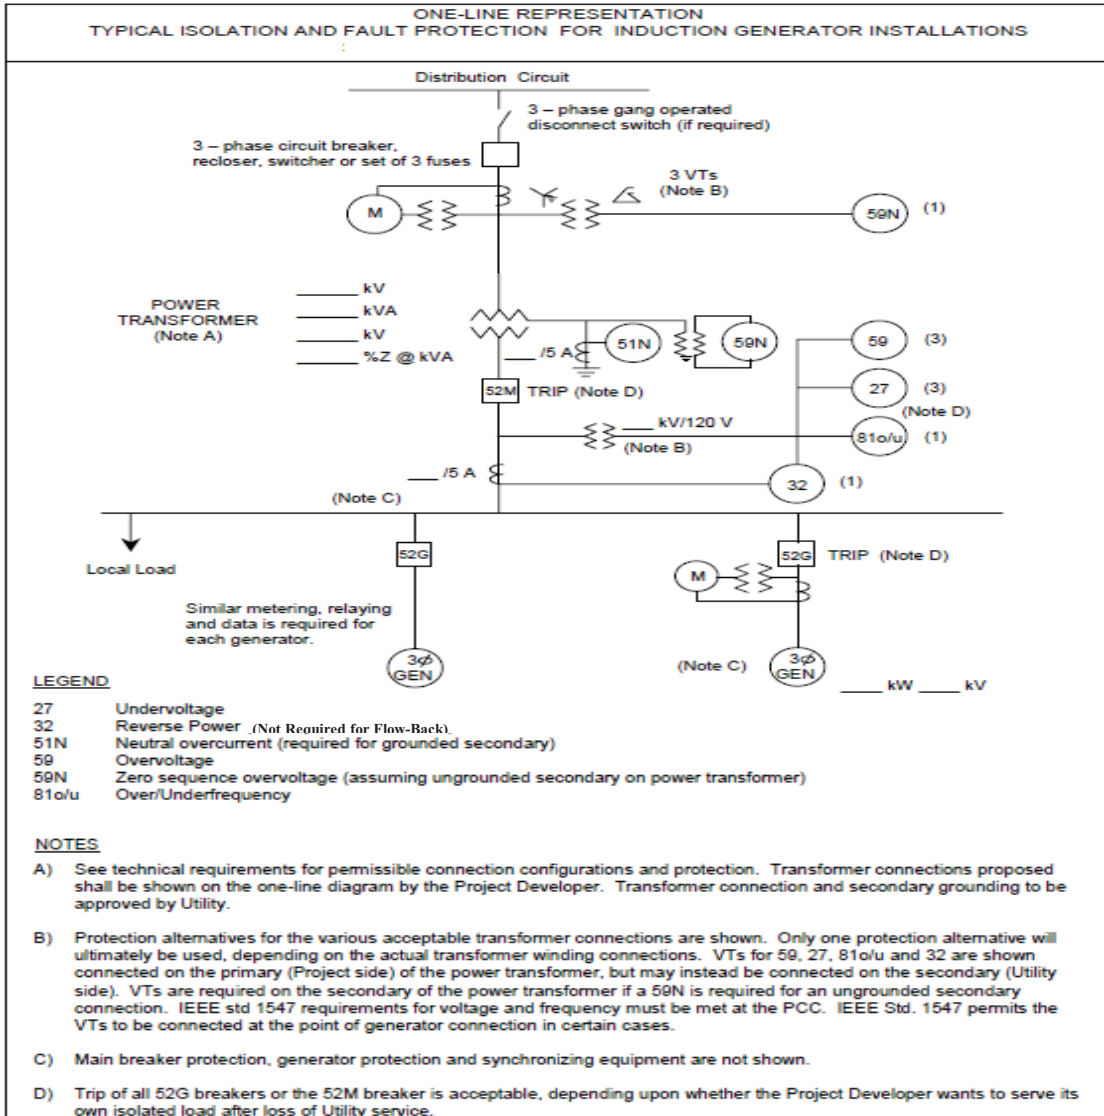 ONE-LINE REPRESENTATION
TYPICAL ISOLATION AND FAULT PROTECTION FOR INDUCTION GENERATOR INSTALLATIONS
:
Distribution Circuit
3 – phase gang operated
disconnect switch (if required)
3 – phase circuit breaker,
recloser, switcher or set of 3 fuses
3 VTs
(Note B)
M
59N
(1)
POWER
TRANSFORMER
(Note A)
_____ kV
_____ kVA
_____ kV
_____ %Z @ kVA
___ /5 A
51N
59N
59
(3)
52M
TRIP (Note D)
27
(3)
(Note D)
___ kV/120 V
(Note B)
81o/u
(1)
___ /5 A
32
(1)
(Note C)
Local Load
52G
52G
TRIP (Note D)
M
Similar metering, relaying
and data is required for
each generator.
3ø
GEN
(Note C)
3ø
GEN
____ kW ____ kV
LEGEND
27 Undervoltage
32 Reverse Power (Not Required for Flow-Back)
51N Neutral overcurrent (required for grounded secondary)
59 Overvoltage
59N Zero sequence overvoltage (assuming ungrounded secondary on power transformer)
81o/u Over/Underfrequency
NOTES
A) See technical requirements for permissible connection configurations and protection. Transformer connections proposed
shall be shown on the one-line diagram by the Project Developer. Transformer connection and secondary grounding to be
approved by Utility.
B) Protection alternatives for the various acceptable transformer connections are shown. Only one protection alternative will
ultimately be used, depending on the actual transformer winding connections. VTs for 59, 27, 81o/u and 32 are shown
connected on the primary (Project side) of the power transformer, but may instead be connected on the secondary (Utility
side). VTs are required on the secondary of the power transformer if a 59N is required for an ungrounded secondary
connection. IEEE std 1547 requirements for voltage and frequency must be met at the PCC. IEEE Std. 1547 permits the
VTs to be connected at the point of generator connection in certain cases.
C) Main breaker protection, generator protection and synchronizing equipment are not shown.
D) Trip of all 52G breakers or the 52M breaker is acceptable, depending upon whether the Project Developer wants to serve its
own isolated load after loss of Utility service.